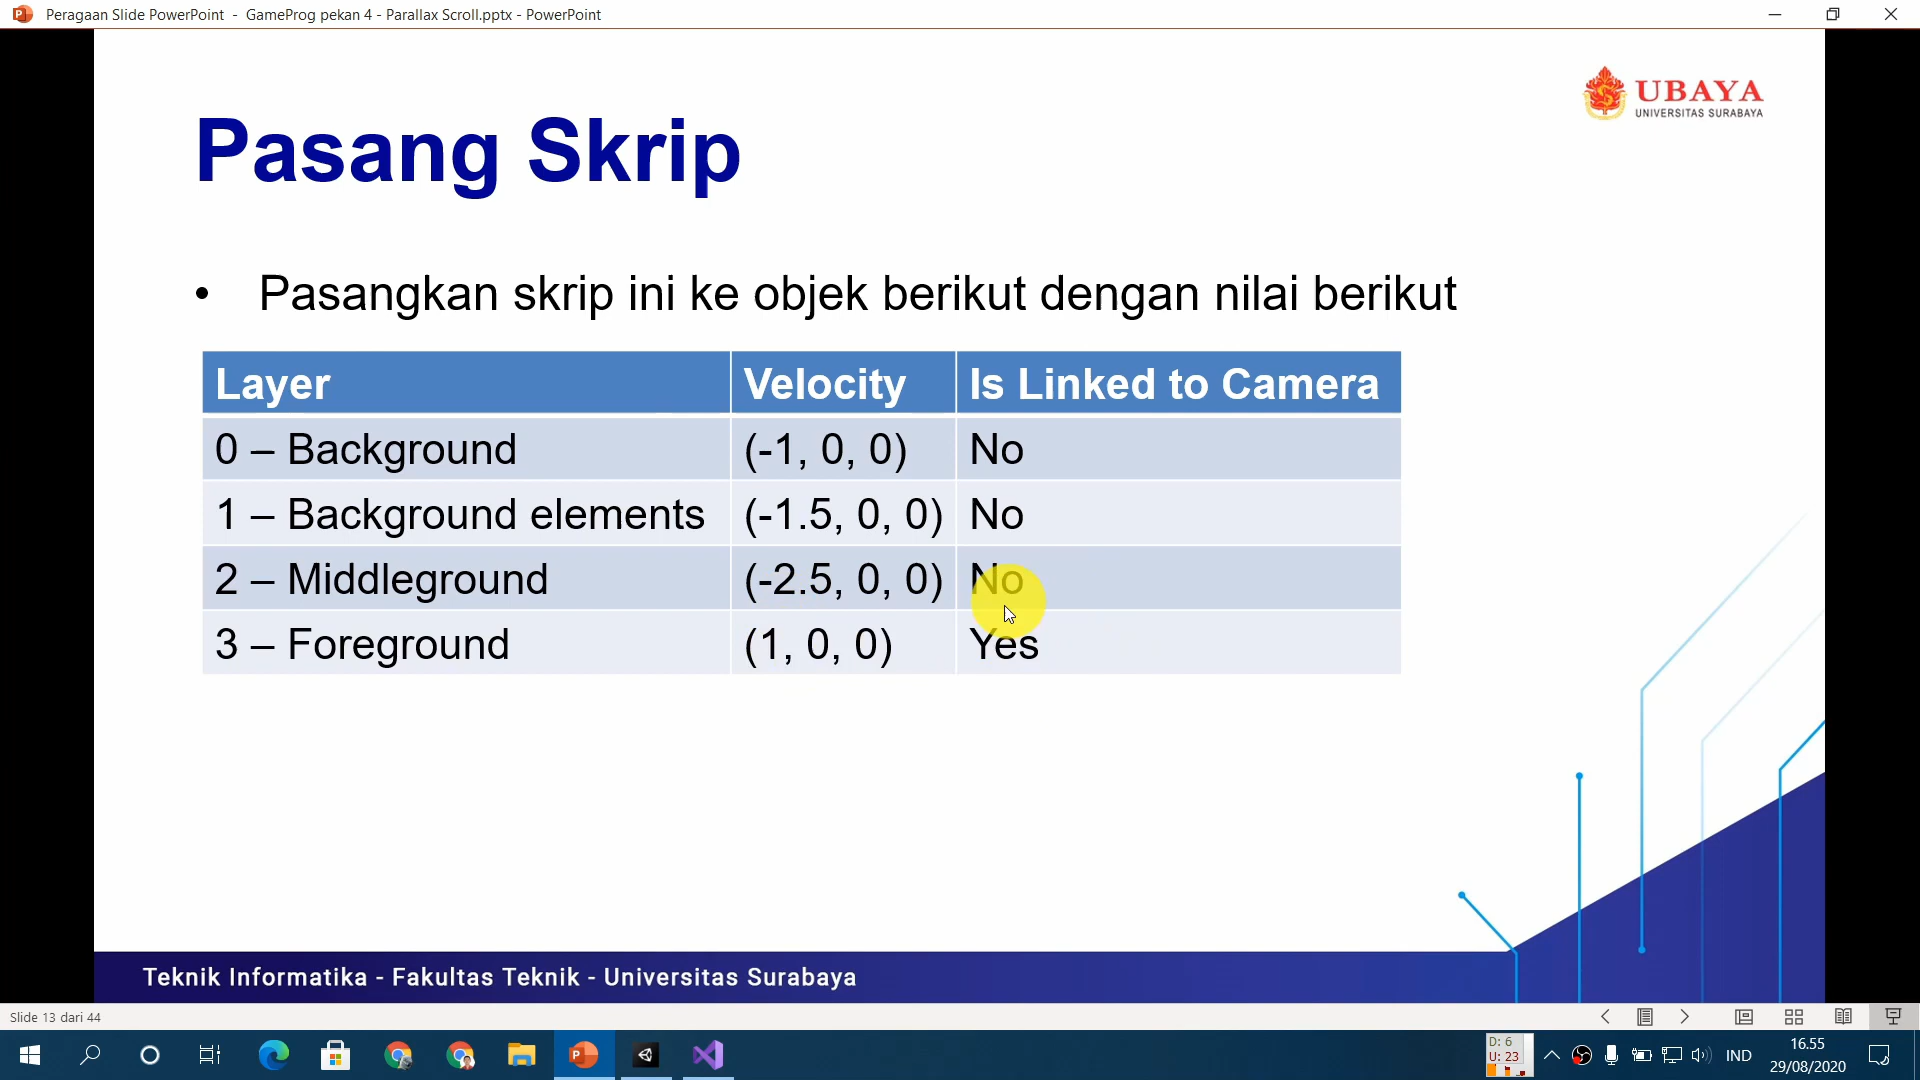 Peragaan Slide PowerPoint - GameProg pekan 4 - Parallax Scroll.pptx - PowerPoint
UBAYA
UNIVERSITAS SURABAYA
Pasang Skrip
• Pasangkan skrip ini ke objek berikut dengan nilai berikut
Layer Velocity Is Linked to Camera
0 – Background (-1, 0, 0) No
1 – Background elements (-1.5, 0, 0) No
2 – Middleground (-2.5, 0, 0) No
3 – Foreground (1, 0, 0) Yes
Teknik Informatika - Fakultas Teknik - Universitas Surabaya
Slide 13 dari 44
D: 6
U: 23
IND
16.55
29/08/2020